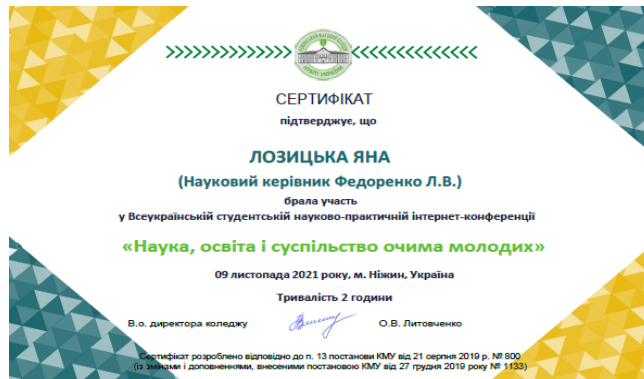 СЕРТИФІКАТ
підтверджує, що
ЛОЗИЦЬКА ЯНА
(Науковий керівник Федоренко Л.В.)
брала участь
у Всеукраїнській студентській науково-практичній інтернет-конференції
«Наука, освіта і суспільство очима молодих»
09 листопада 2021 року, м. Ніжин, Україна
Тривалість 2 години
В.о. директора коледжу О.В. Литовченко
Сертифікат розроблено відповідно до п. 13 постанови КМУ від 21 серпня 2019 р. № 800
(із змінами і доповненнями, внесеними постановою КМУ від 27 грудня 2019 року № 1133)